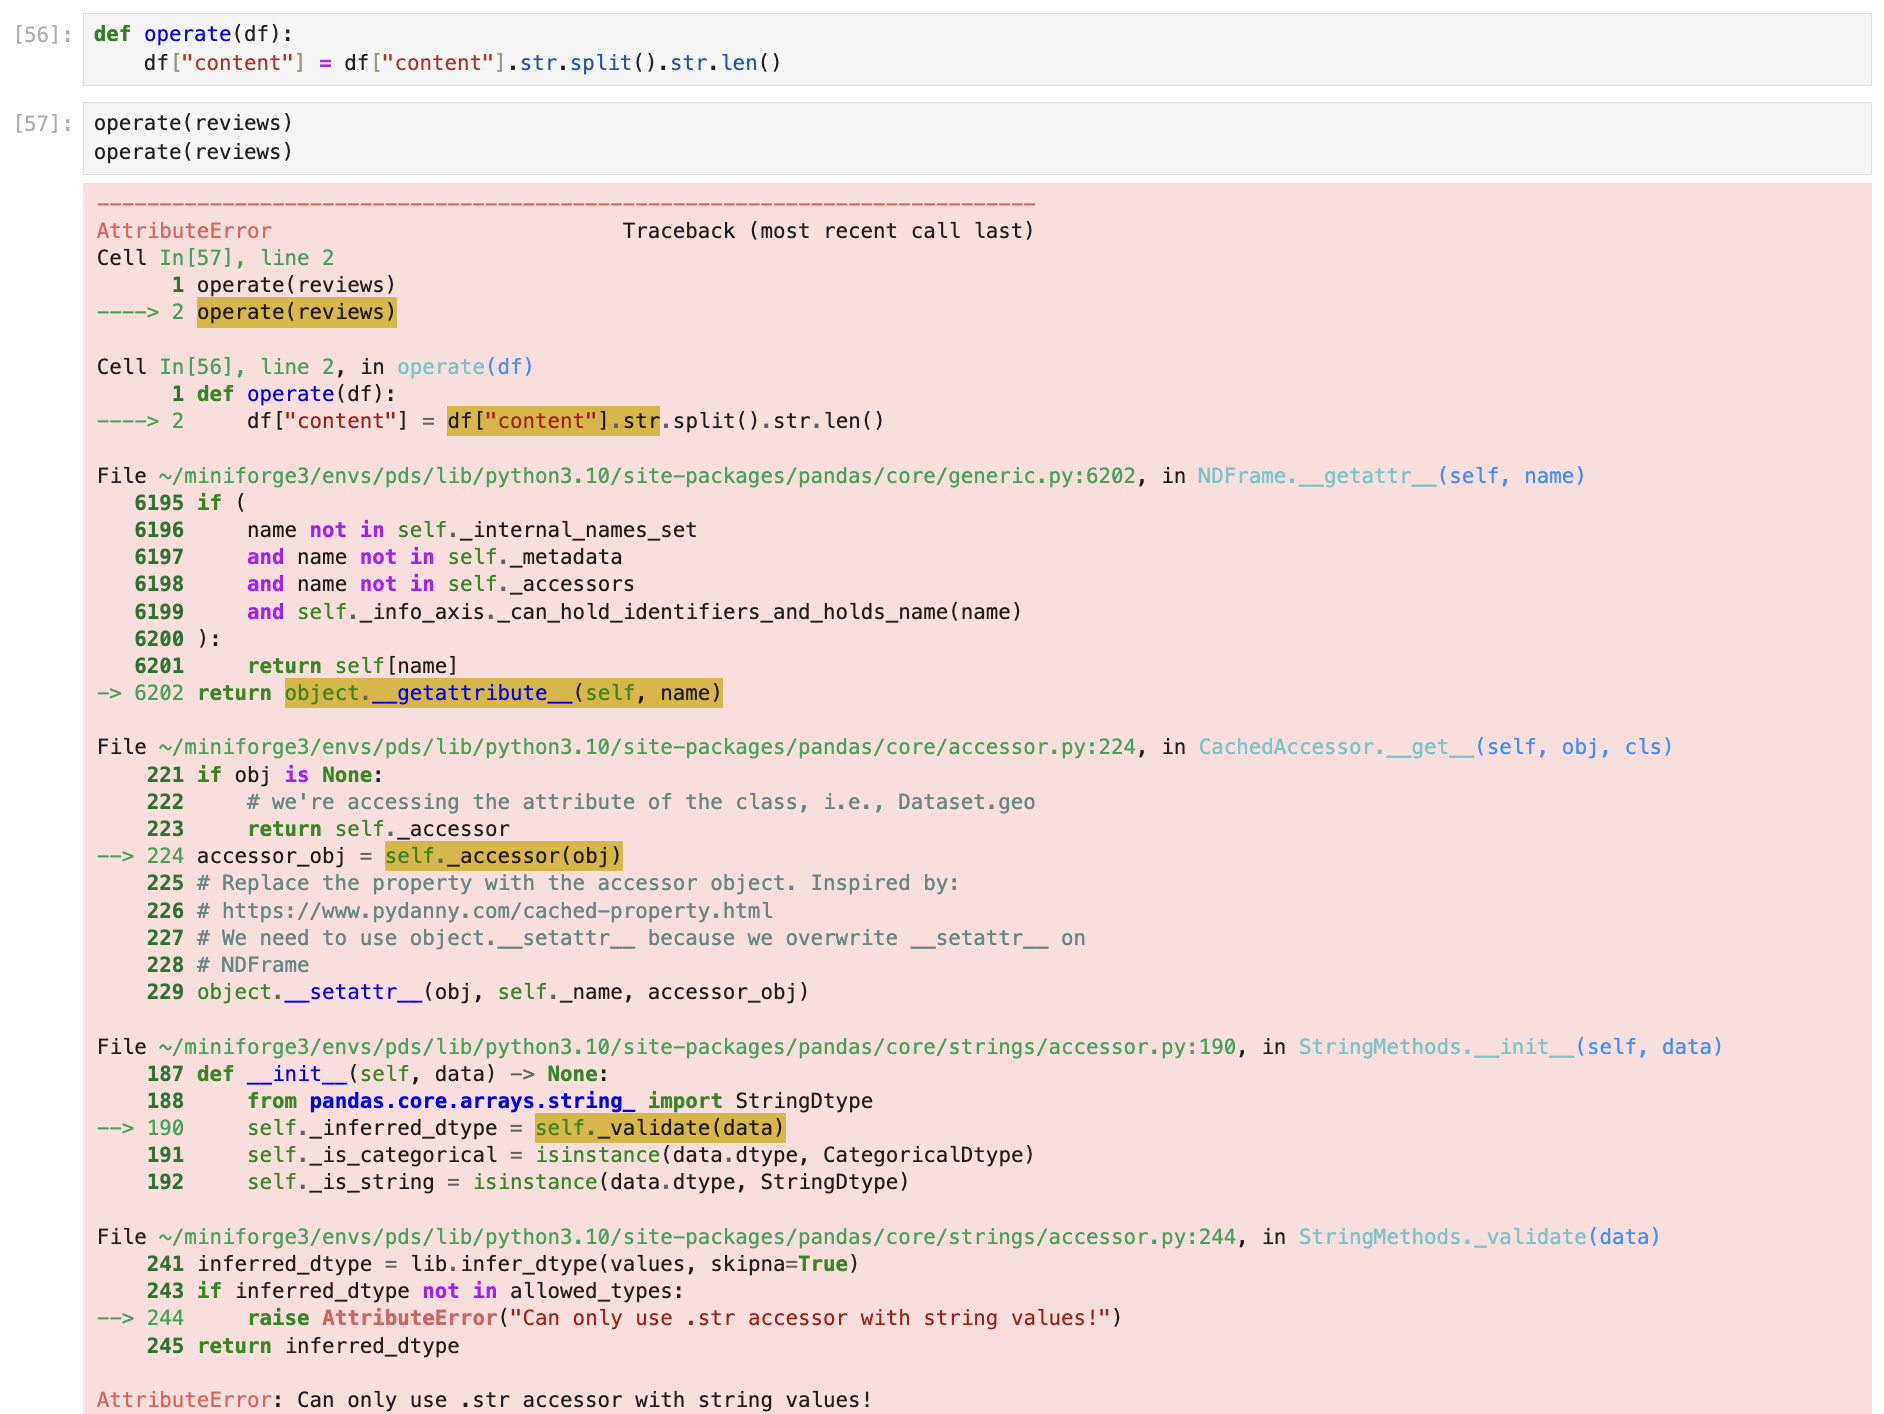 [56]: def operate(df):
    df["content"] = df["content"].str.split().str.len()
[57]: operate(reviews)
operate(reviews)
---------------------------------------------------------------------------
AttributeError                            Traceback (most recent call last)
Cell In[57], line 2
      1 operate(reviews)
----> 2 operate(reviews)
Cell In[56], line 2, in operate(df)
      1 def operate(df):
----> 2     df["content"] = df["content"].str.split().str.len()
File ~/miniforge3/envs/pds/lib/python3.10/site-packages/pandas/core/generic.py:6202, in NDFrame.__getattr__(self, name)
   6195 if (
   6196     name not in self._internal_names_set
   6197     and name not in self._metadata
   6198     and name not in self._accessors
   6199     and self._info_axis._can_hold_identifiers_and_holds_name(name)
   6200 ):
   6201     return self[name]
-> 6202 return object.__getattribute__(self, name)
File ~/miniforge3/envs/pds/lib/python3.10/site-packages/pandas/core/accessor.py:224, in CachedAccessor.__get__(self, obj, cls)
    221 if obj is None:
    222     # we're accessing the attribute of the class, i.e., Dataset.geo
    223     return self._accessor
--> 224 accessor_obj = self._accessor(obj)
    225 # Replace the property with the accessor object. Inspired by:
    226 # https://www.pydanny.com/cached-property.html
    227 # We need to use object.__setattr__ because we overwrite __setattr__ on
    228 # NDFrame
    229 object.__setattr__(obj, self._name, accessor_obj)
File ~/miniforge3/envs/pds/lib/python3.10/site-packages/pandas/core/strings/accessor.py:190, in StringMethods.__init__(self, data)
    187 def __init__(self, data) -> None:
    188     from pandas.core.arrays.string_ import StringDtype
--> 190     self._inferred_dtype = self._validate(data)
    191     self._is_categorical = isinstance(data.dtype, CategoricalDtype)
    192     self._is_string = isinstance(data.dtype, StringDtype)
File ~/miniforge3/envs/pds/lib/python3.10/site-packages/pandas/core/strings/accessor.py:244, in StringMethods._validate(data)
    241 inferred_dtype = lib.infer_dtype(values, skipna=True)
    243 if inferred_dtype not in allowed_types:
--> 244     raise AttributeError("Can only use .str accessor with string values!")
    245 return inferred_dtype
AttributeError: Can only use .str accessor with string values!